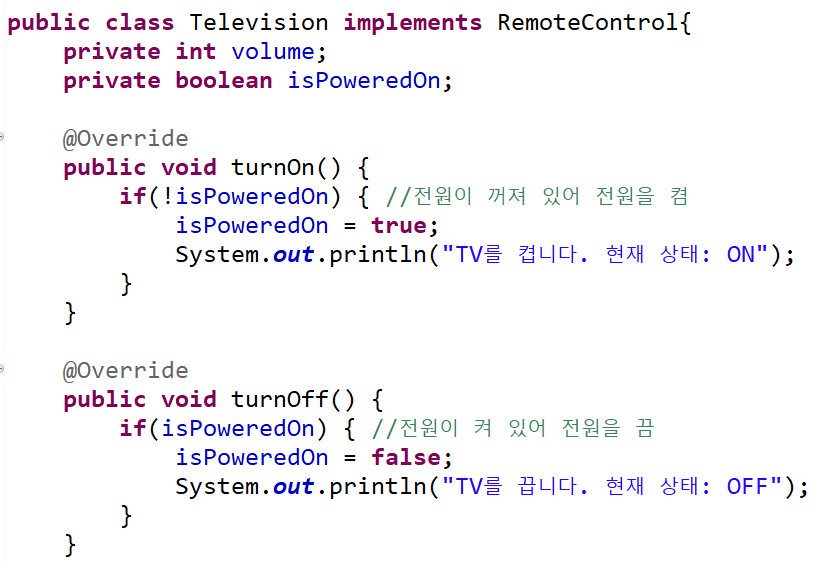 public class Television implements RemoteControl{
private int volume;
private boolean isPoweredOn;
@Override
public void turnOn() {
if(!isPoweredOn) { //전원이 꺼져 있어 전원을 켬
isPoweredOn = true;
System.out.println("TV를 켭니다. 현재 상태: ON");
}
}
@Override
public void turnOff() {
if(isPoweredOn) { //전원이 켜 있어 전원을 끔
isPoweredOn = false;
System.out.println("TV를 끕니다. 현재 상태: OFF");
}
}